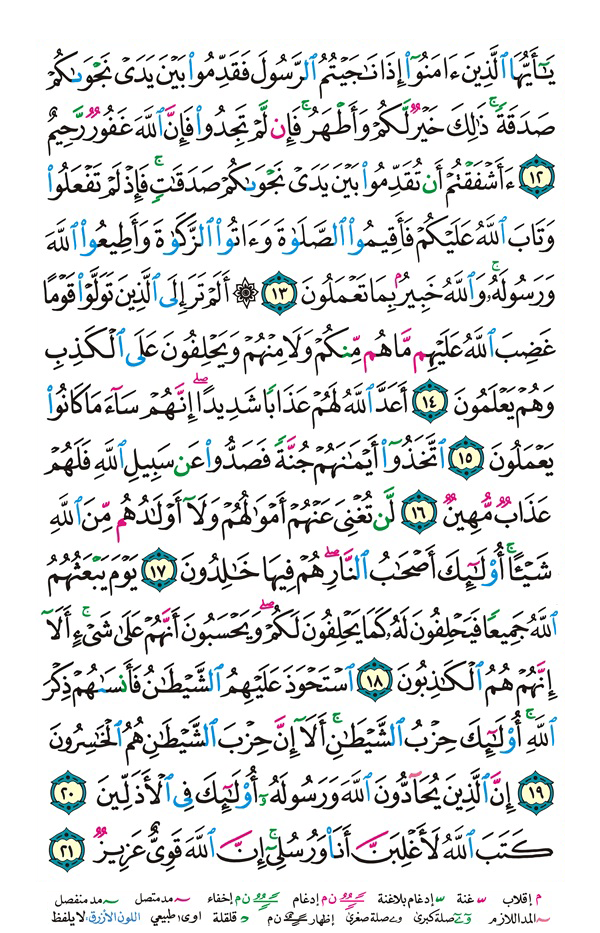 يَـٰٓأَيُّهَا ٱلَّذِينَ ءَامَنُوٓا۟ إِذَا نَـٰجَيْتُمُ ٱلرَّسُولَ فَقَدِّمُوا۟ بَيْنَ يَدَىْ نَجْوَىٰكُمْ
صَدَقَةً ۚ ذَٰلِكَ خَيْرٌ لَّكُمْ وَأَطْهَرُ ۚ فَإِن لَّمْ تَجِدُوا۟ فَإِنَّ ٱللَّهَ غَفُورٌ رَّحِيمٌ
١٢ ءَأَشْفَقْتُمْ أَن تُقَدِّمُوا۟ بَيْنَ يَدَىْ نَجْوَىٰكُمْ صَدَقَـٰتٍ ۚ فَإِذْ لَمْ تَفْعَلُوا۟
وَتَابَ ٱللَّهُ عَلَيْكُمْ فَأَقِيمُوا۟ ٱلصَّلَوٰةَ وَءَاتُوا۟ ٱلزَّكَوٰةَ وَأَطِيعُوا۟ ٱللَّهَ
وَرَسُولَهُۥ ۚ وَٱللَّهُ خَبِيرٌۢ بِمَا تَعْمَلُونَ ١٣ ۞ أَلَمْ تَرَ إِلَى ٱلَّذِينَ تَوَلَّوْا۟ قَوْمًا
غَضِبَ ٱللَّهُ عَلَيْهِم مَّا هُم مِّنكُمْ وَلَا مِنْهُمْ وَيَحْلِفُونَ عَلَى ٱلْكَذِبِ
وَهُمْ يَعْلَمُونَ ١٤ أَعَدَّ ٱللَّهُ لَهُمْ عَذَابًا شَدِيدًا ۖ إِنَّهُمْ سَآءَ مَا كَانُوا۟
يَعْمَلُونَ ١٥ ٱتَّخَذُوٓا۟ أَيْمَـٰنَهُمْ جُنَّةً فَصَدُّوا۟ عَن سَبِيلِ ٱللَّهِ فَلَهُمْ
عَذَابٌ مُّهِينٌ ١٦ لَّن تُغْنِىَ عَنْهُمْ أَمْوَٰلُهُمْ وَلَآ أَوْلَـٰدُهُم مِّنَ ٱللَّهِ
شَيْـًٔا ۚ أُو۟لَـٰٓئِكَ أَصْحَـٰبُ ٱلنَّارِ ۖ هُمْ فِيهَا خَـٰلِدُونَ ١٧ يَوْمَ يَبْعَثُهُمُ
ٱللَّهُ جَمِيعًا فَيَحْلِفُونَ لَهُۥ كَمَا يَحْلِفُونَ لَكُمْ ۖ وَيَحْسَبُونَ أَنَّهُمْ عَلَىٰ شَىْءٍ ۚ أَلَآ
إِنَّهُمْ هُمُ ٱلْكَـٰذِبُونَ ١٨ ٱسْتَحْوَذَ عَلَيْهِمُ ٱلشَّيْطَـٰنُ فَأَنسَىٰهُمْ ذِكْرَ
ٱللَّهِ ۚ أُو۟لَـٰٓئِكَ حِزْبُ ٱلشَّيْطَـٰنِ ۚ أَلَآ إِنَّ حِزْبَ ٱلشَّيْطَـٰنِ هُمُ ٱلْخَـٰسِرُونَ
١٩ إِنَّ ٱلَّذِينَ يُحَآدُّونَ ٱللَّهَ وَرَسُولَهُۥٓ أُو۟لَـٰٓئِكَ فِى ٱلْأَذَلِّينَ ٢٠
كَتَبَ ٱللَّهُ لَأَغْلِبَنَّ أَنَا۠ وَرُسُلِىٓ ۚ إِنَّ ٱللَّهَ قَوِىٌّ عَزِيزٌ ٢١
م إقلاب غنة إدغام بلاغنة ن م إدغام ن م إخفاء مد متصل مد منفصل
المد اللازم صلة كبرى صلة صغرى إظهار ن م قلقلة اوى طبيعي اللون الأزرق: لا يلفظ